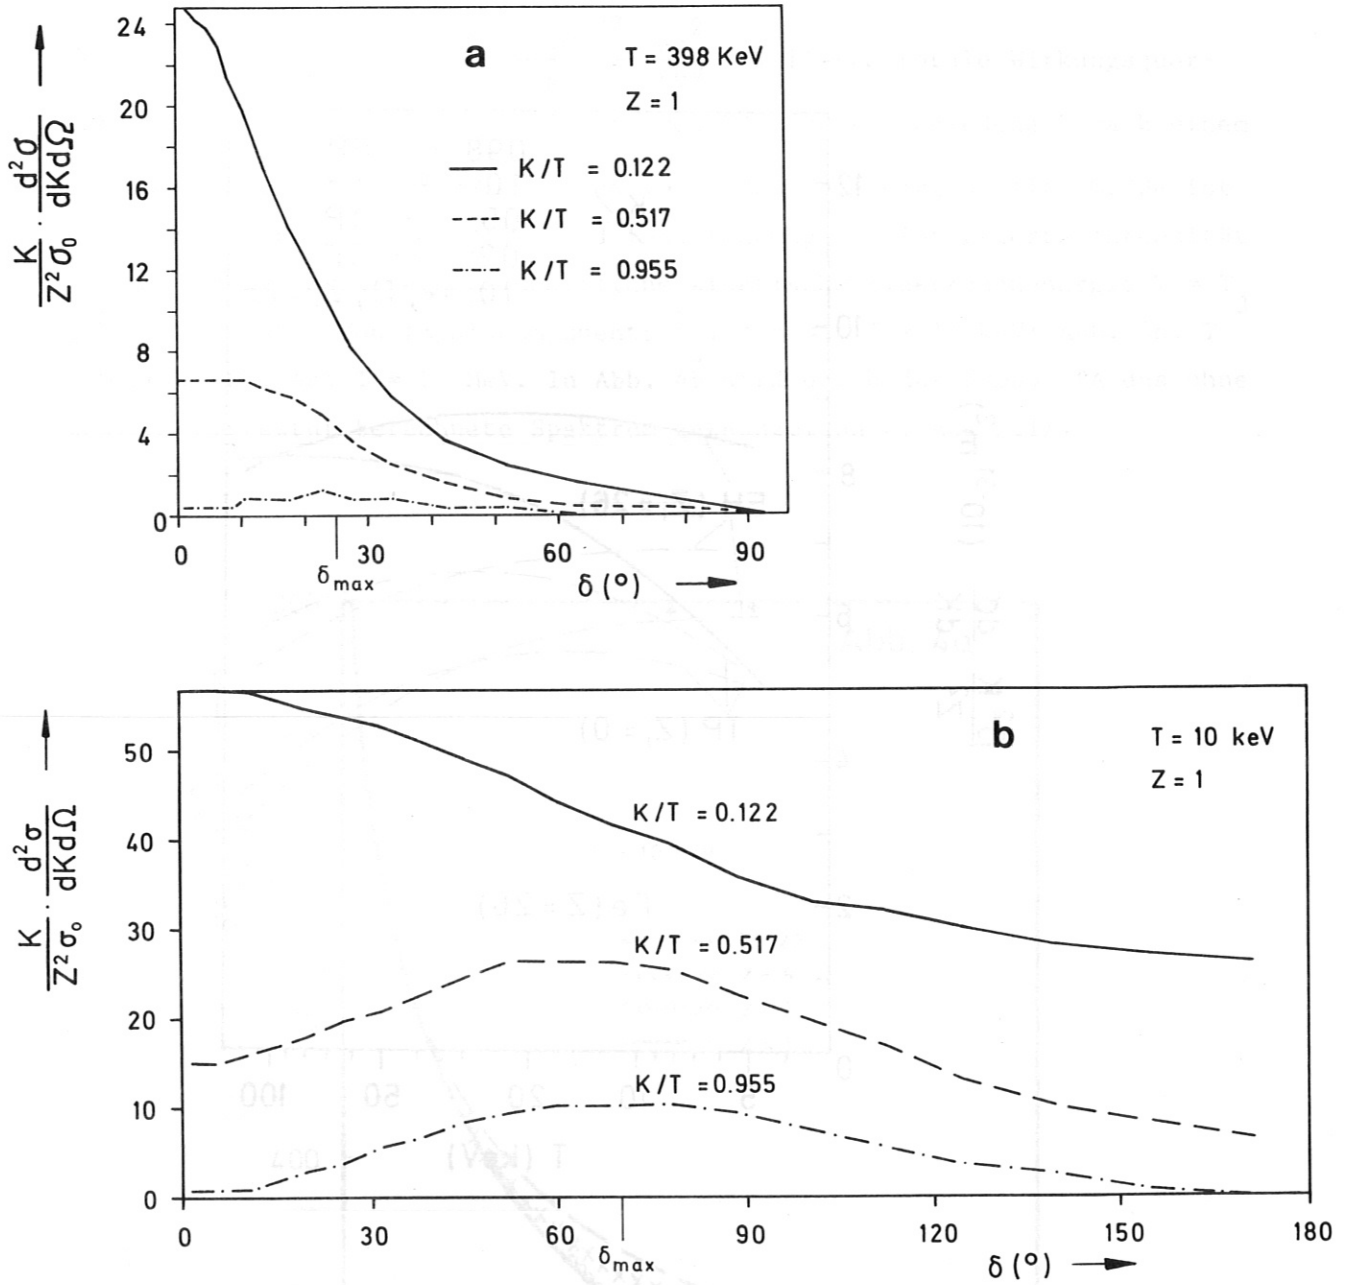 24
20
16
12
8
4
0
K/Z²σ₀ · d²σ/dKdΩ
a
T = 398 KeV
Z = 1
K/T = 0.122
K/T = 0.517
K/T = 0.955
0 30 60 90
δmax
δ (°)
50
40
30
20
10
0
K/Z²σ₀ · d²σ/dKdΩ
b
T = 10 keV
Z = 1
K/T = 0.122
K/T = 0.517
K/T = 0.955
0 30 60 90 120 150 180
δmax
δ (°)